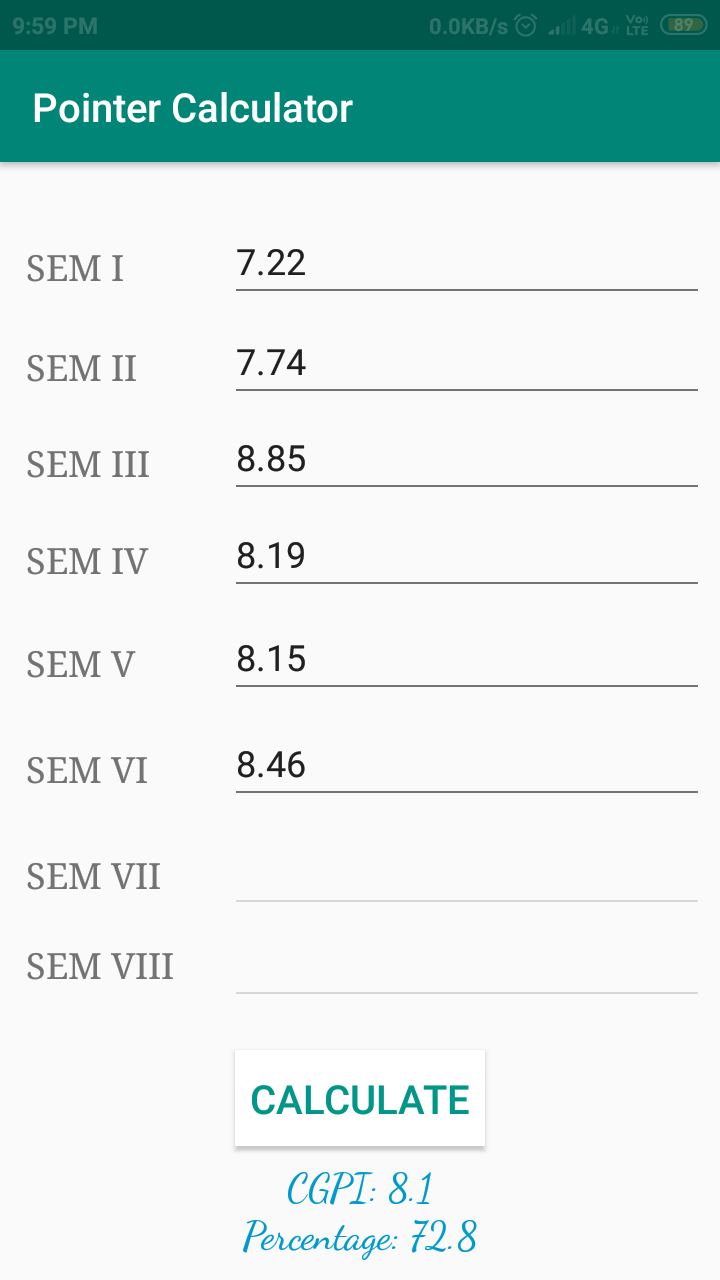 9:59 PM 0.0KB/s 4G Vo) LTE 89
Pointer Calculator
SEM I 7.22
SEM II 7.74
SEM III 8.85
SEM IV 8.19
SEM V 8.15
SEM VI 8.46
SEM VII
SEM VIII
CALCULATE
CGPI: 8.1
Percentage: 72.8